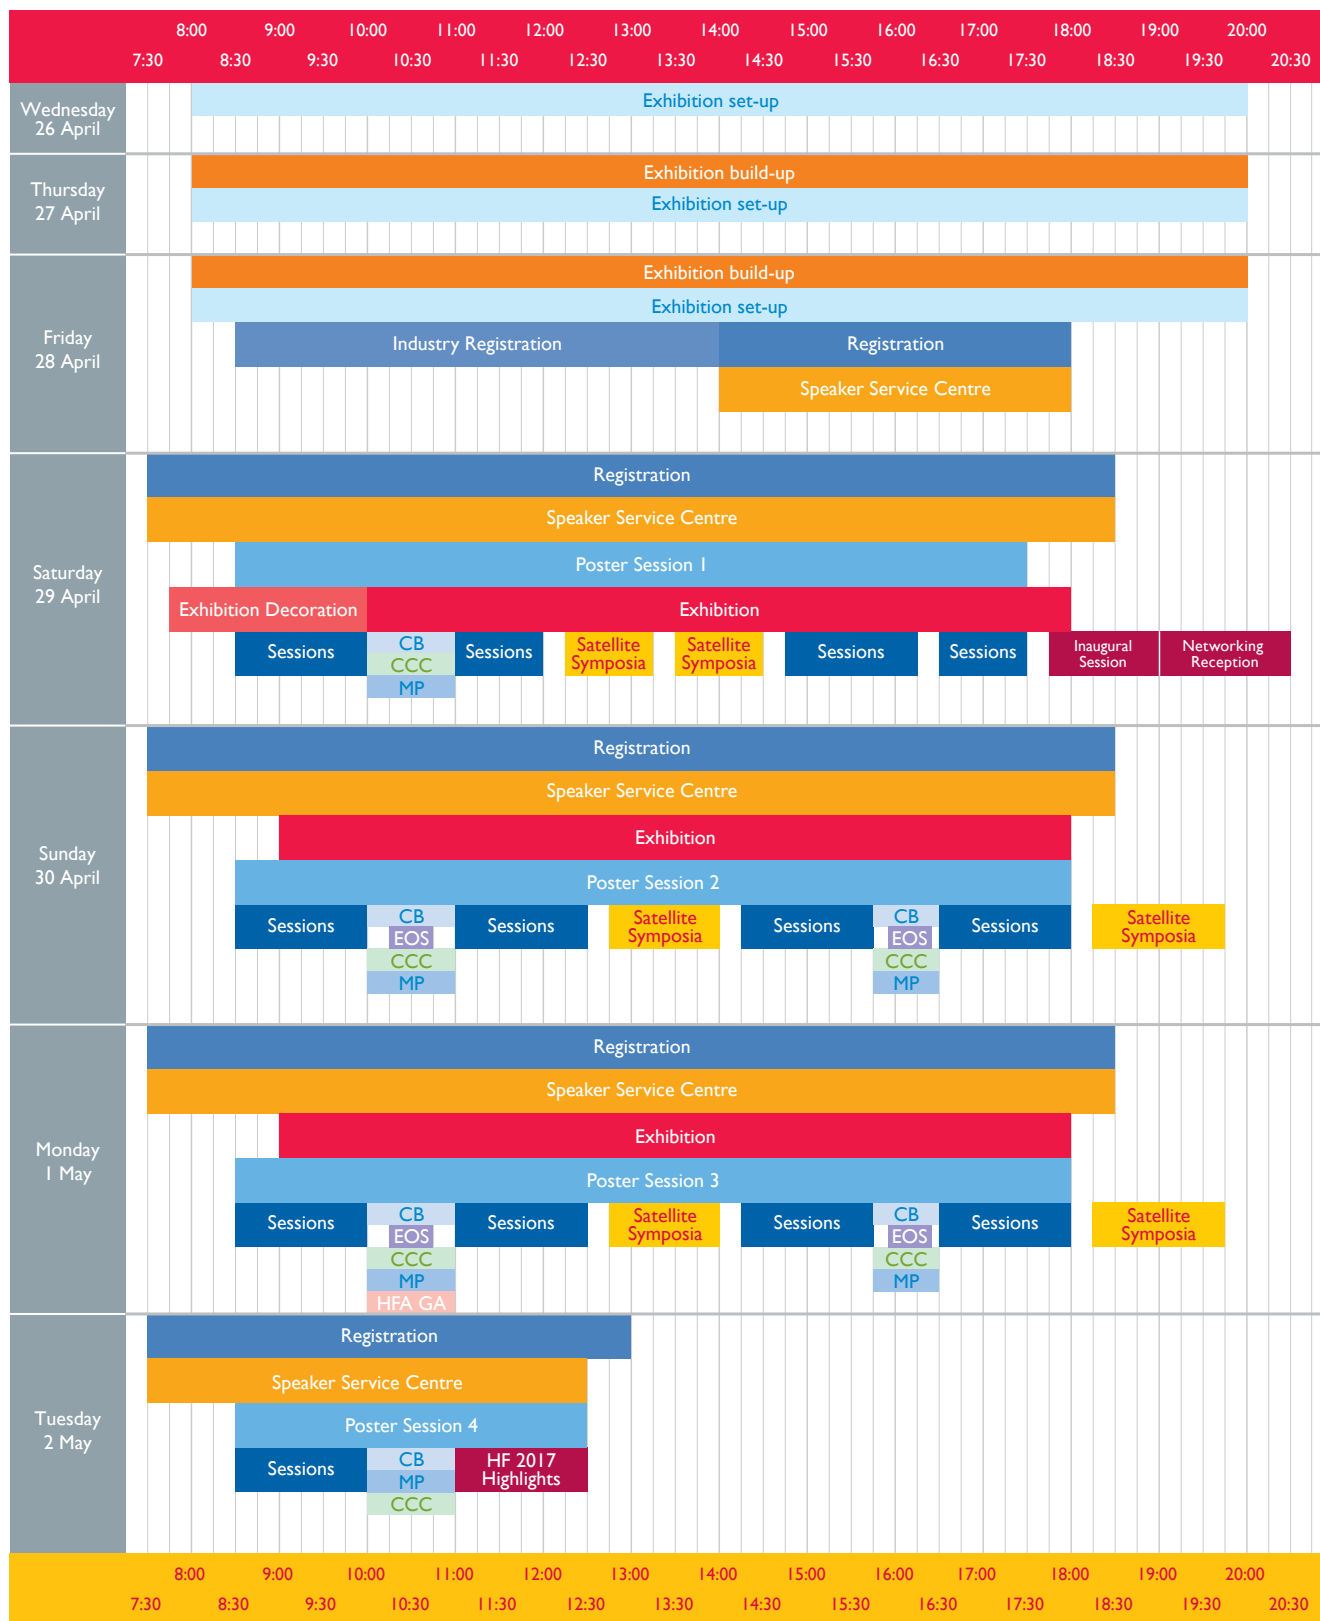 8:00 9:00 10:00 11:00 12:00 13:00 14:00 15:00 16:00 17:00 18:00 19:00 20:00
7:30 8:30 9:30 10:30 11:30 12:30 13:30 14:30 15:30 16:30 17:30 18:30 19:30 20:30
Wednesday
26 April
Exhibition set-up
Thursday
27 April
Exhibition build-up
Exhibition set-up
Friday
28 April
Exhibition build-up
Exhibition set-up
Industry Registration Registration
Speaker Service Centre
Saturday
29 April
Registration
Speaker Service Centre
Poster Session 1
Exhibition Decoration Exhibition
Sessions
CB
CCC
MP
Sessions
Satellite
Symposia
Satellite
Symposia
Sessions
Sessions
Inaugural
Session
Networking
Reception
Sunday
30 April
Registration
Speaker Service Centre
Exhibition
Poster Session 2
Sessions
CB
EOS
CCC
MP
Sessions
Satellite
Symposia
Sessions
CB
EOS
CCC
MP
Sessions
Satellite
Symposia
Monday
1 May
Registration
Speaker Service Centre
Exhibition
Poster Session 3
Sessions
CB
EOS
CCC
MP
HFA GA
Sessions
Satellite
Symposia
Sessions
CB
EOS
CCC
MP
Sessions
Satellite
Symposia
Tuesday
2 May
Registration
Speaker Service Centre
Poster Session 4
Sessions
CB
MP
CCC
HF 2017
Highlights
8:00 9:00 10:00 11:00 12:00 13:00 14:00 15:00 16:00 17:00 18:00 19:00 20:00
7:30 8:30 9:30 10:30 11:30 12:30 13:30 14:30 15:30 16:30 17:30 18:30 19:30 20:30